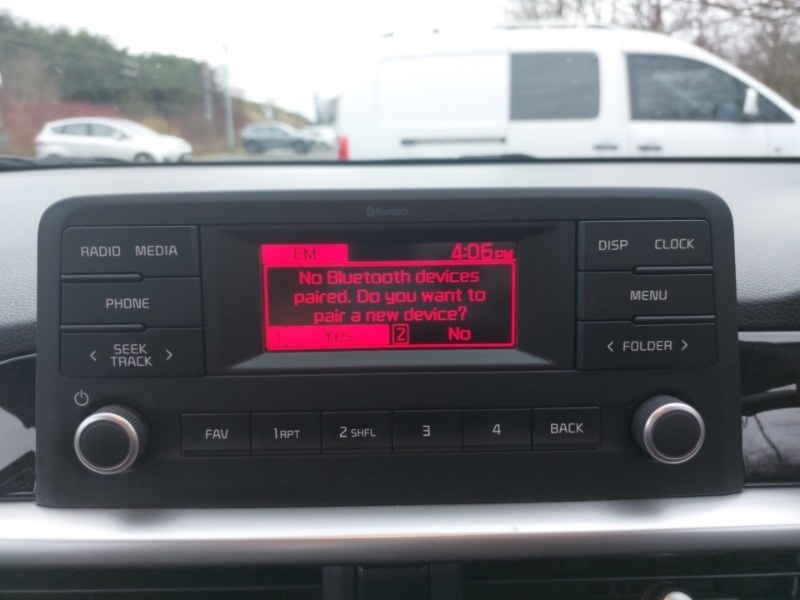 Bluetooth
RADIO MEDIA
DISP CLOCK
FM 4:06PM
No Bluetooth devices
paired. Do you want to
pair a new device?
1 Yes 2 No
PHONE
MENU
< SEEK TRACK >
< FOLDER >
FAV 1 RPT 2 SHFL 3 4 BACK